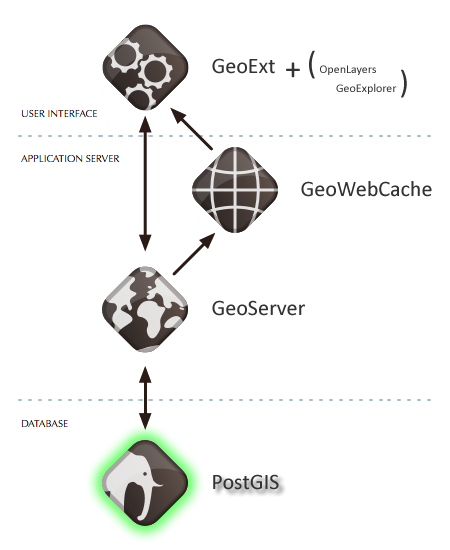 GeoExt + ( OpenLayers
GeoExplorer )
USER INTERFACE
APPLICATION SERVER
GeoWebCache
GeoServer
DATABASE
PostGIS